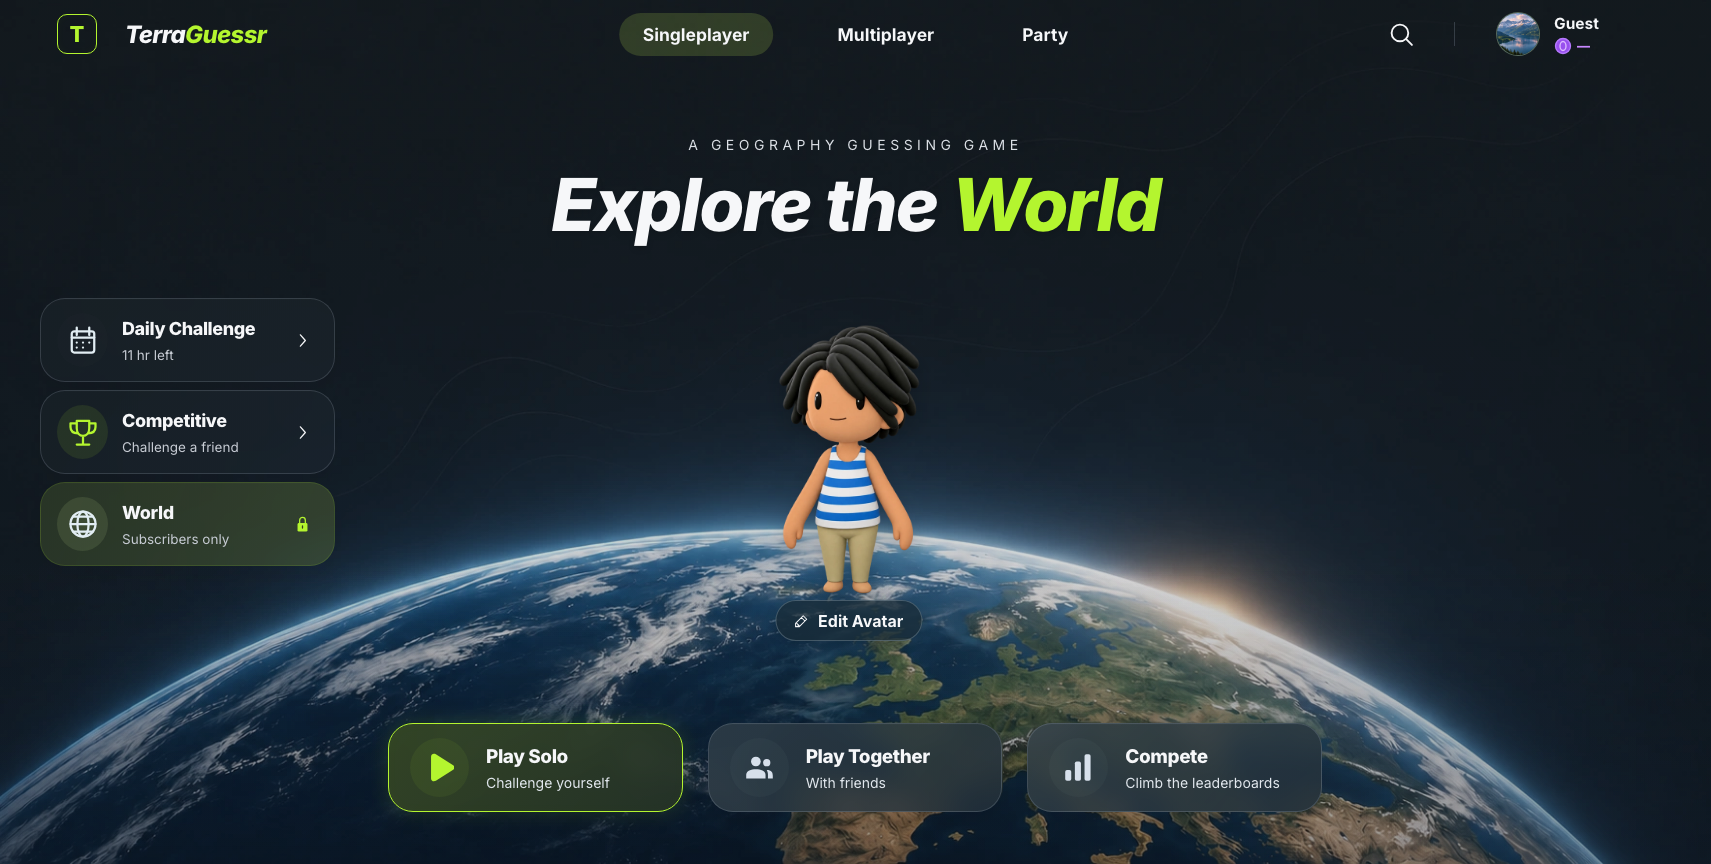 T
TerraGuessr
Singleplayer
Multiplayer
Party
Guest
0 —
A GEOGRAPHY GUESSING GAME
Explore the World
Daily Challenge
11 hr left
Competitive
Challenge a friend
World
Subscribers only
Edit Avatar
Play Solo
Challenge yourself
Play Together
With friends
Compete
Climb the leaderboards